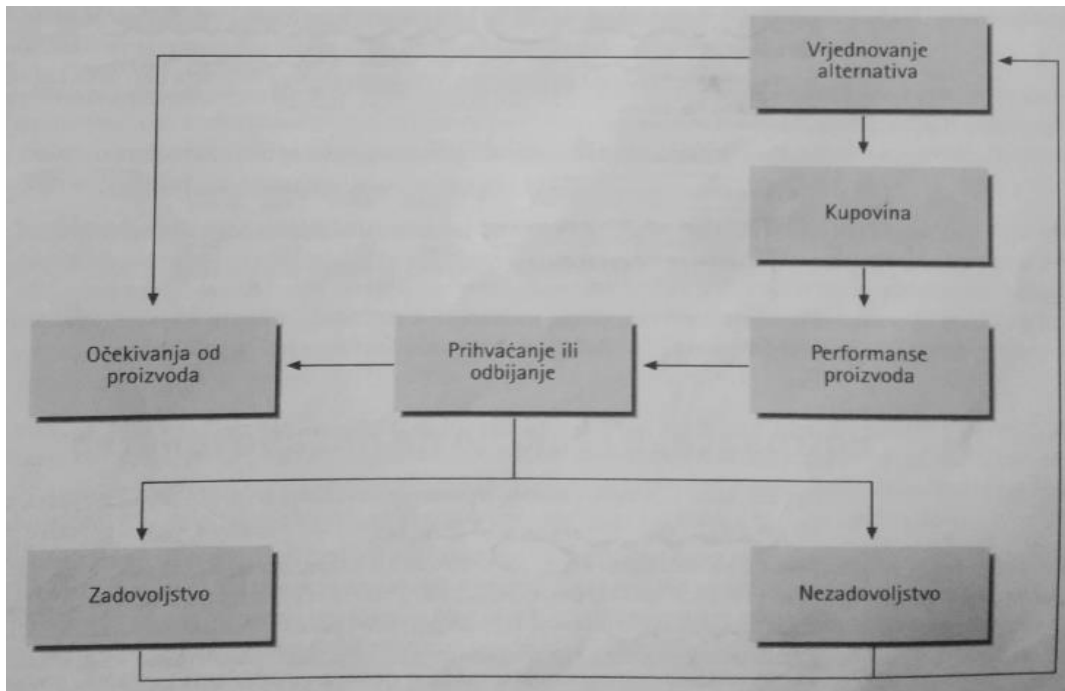 Vrjednovanje
alternativa
Kupovina
Očekivanja od
proizvoda
Prihvaćanje ili
odbijanje
Performanse
proizvoda
Zadovoljstvo
Nezadovoljstvo